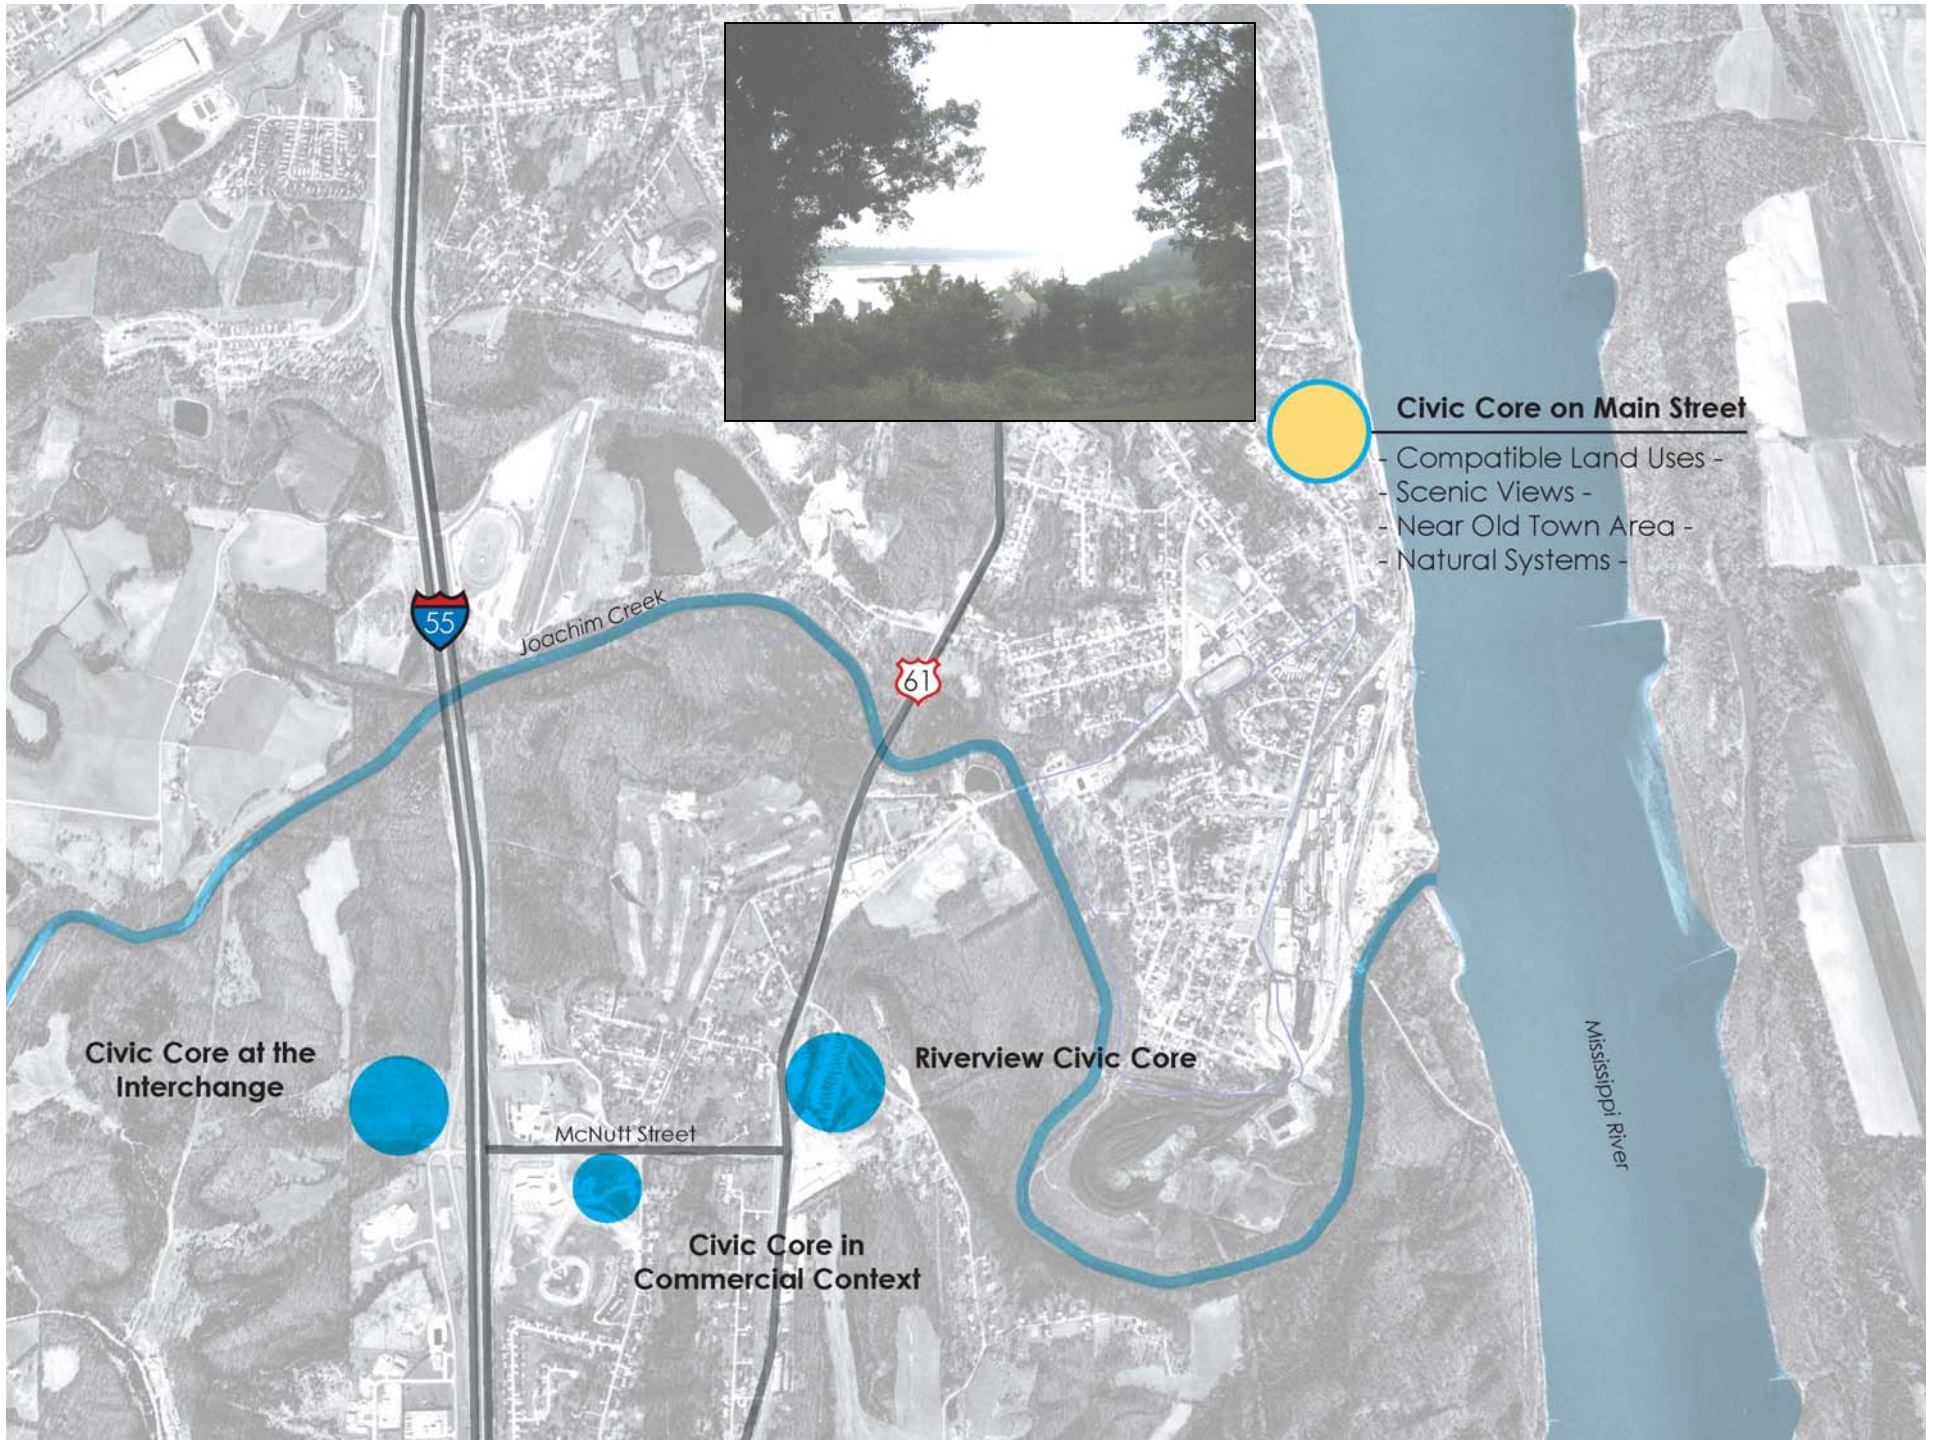 Civic Core on Main Street
- Compatible Land Uses -
- Scenic Views -
- Near Old Town Area -
- Natural Systems -
55
Joachim Creek
61
Civic Core at the
Interchange
Riverview Civic Core
McNutt Street
Civic Core in
Commercial Context
Mississippi River